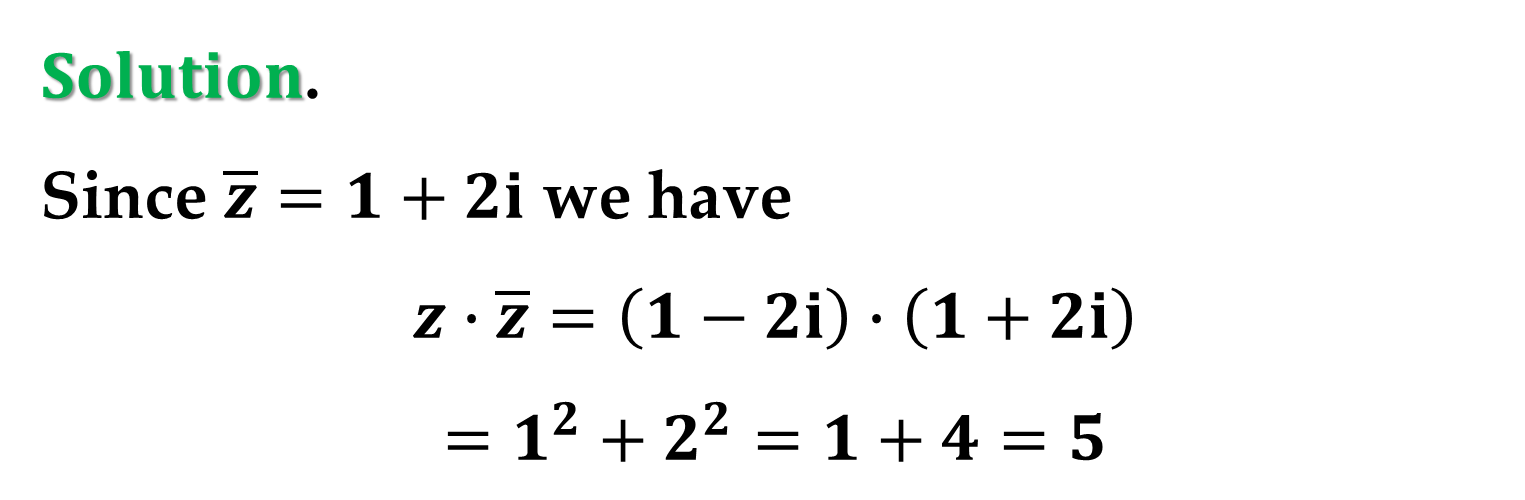 Solution.
Since z̅ = 1 + 2i we have
z · z̅ = (1 − 2i) · (1 + 2i)
= 1² + 2² = 1 + 4 = 5